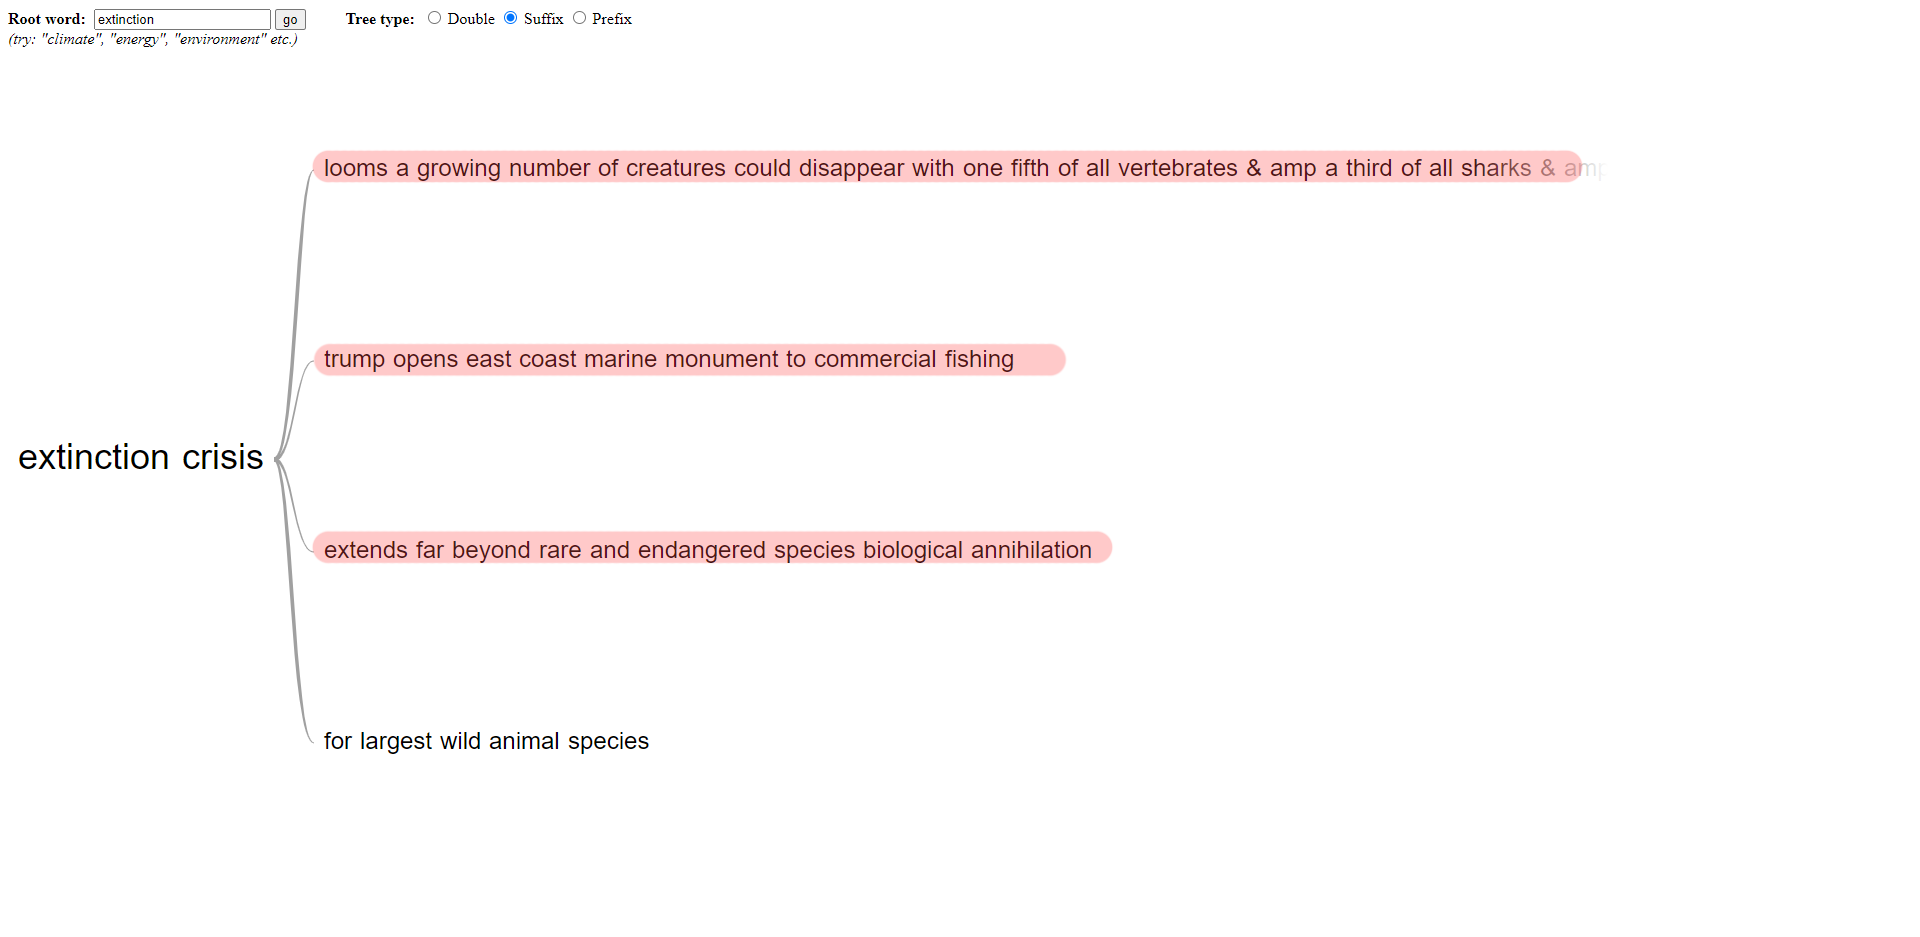 Root word: extinction go Tree type: Double Suffix Prefix
(try: "climate", "energy", "environment" etc.)
looms a growing number of creatures could disappear with one fifth of all vertebrates & amp a third of all sharks & amp
trump opens east coast marine monument to commercial fishing
extinction crisis
extends far beyond rare and endangered species biological annihilation
for largest wild animal species